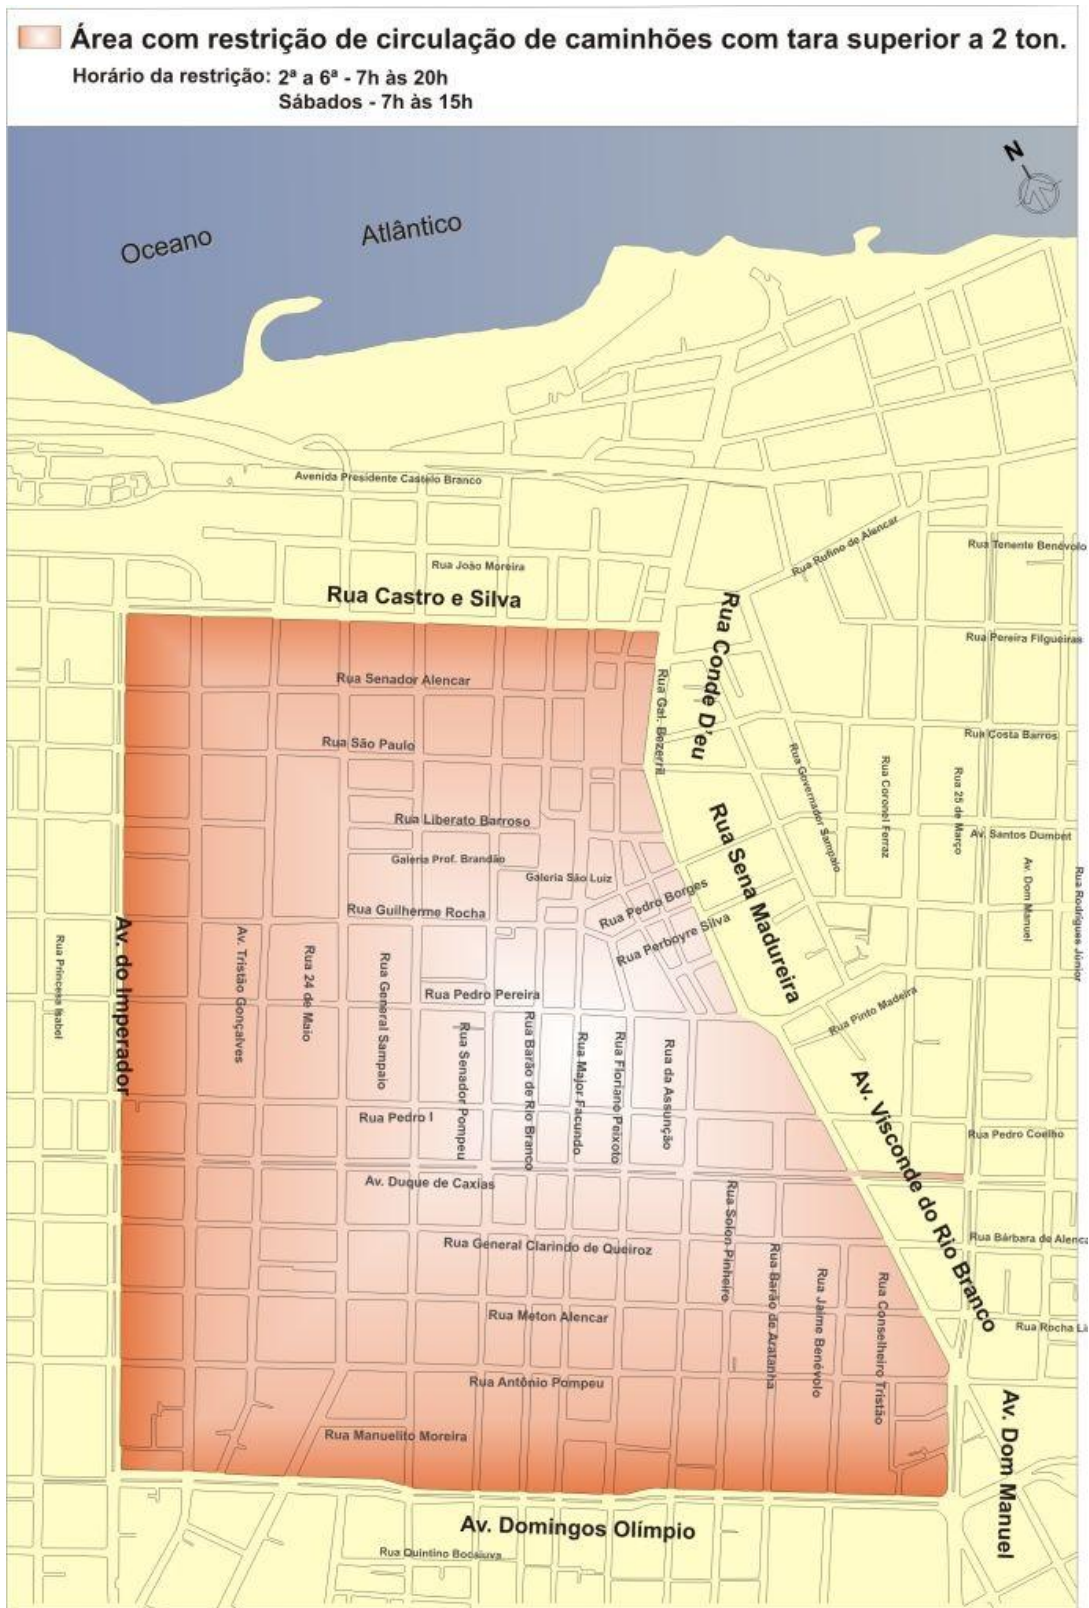 Área com restrição de circulação de caminhões com tara superior a 2 ton.
Horário da restrição: 2ª a 6ª - 7h às 20h
Sábados - 7h às 15h
N
Oceano Atlântico
Avenida Presidente Castelo Branco
Rua Rufino de Alencar
Rua Tenente Benévolo
Rua João Moreira
Rua Castro e Silva
Rua Conde D'eu
Rua Pereira Filgueiras
Rua Senador Alencar
Rua Gal. Bezerril
Rua São Paulo
Rua Costa Barros
Rua Governador Sampaio
Rua Coronel Ferraz
Rua 25 de Março
Rua Liberato Barroso
Rua Sena Madureira
Av. Santos Dumont
Galeria Prof. Brandão
Galeria São Luiz
Av. Dom Manuel
Rua Rodrigues Júnior
Rua Guilherme Rocha
Rua Pedro Borges
Rua Perboyre Silva
Rua Princesa Isabel
Av. do Imperador
Av. Tristão Gonçalves
Rua 24 de Maio
Rua General Sampaio
Rua Pedro Pereira
Rua Pinto Madeira
Rua Senador Pompeu
Rua Barão de Rio Branco
Rua Major Facundo
Rua Floriano Peixoto
Rua da Assunção
Av. Visconde do Rio Branco
Rua Pedro I
Rua Pedro Coelho
Av. Duque de Caxias
Rua Solon Pinheiro
Rua General Clarindo de Queiroz
Rua Bárbara de Alenca
Rua Barão de Aratanha
Rua Jaime Benévolo
Rua Conselheiro Tristão
Rua Meton Alencar
Rua Rocha Li
Rua Antônio Pompeu
Av. Dom Manuel
Rua Manuelito Moreira
Av. Domingos Olímpio
Rua Quintino Bocaiuva